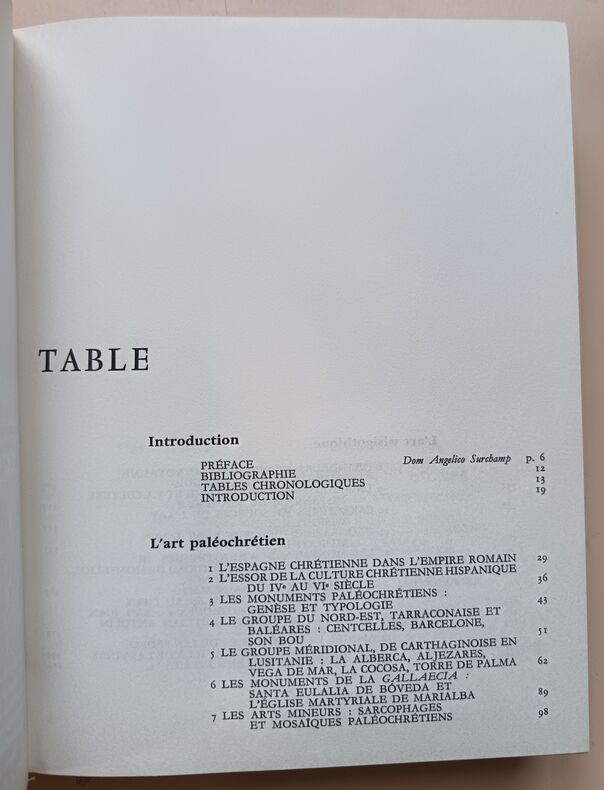 TABLE
Introduction
PRÉFACE Dom Angelico Surchamp p. 6
BIBLIOGRAPHIE 12
TABLES CHRONOLOGIQUES 13
INTRODUCTION 19
L'art paléochrétien
1 L'ESPAGNE CHRÉTIENNE DANS L'EMPIRE ROMAIN 29
2 L'ESSOR DE LA CULTURE CHRÉTIENNE HISPANIQUE
DU IVe AU VIe SIÈCLE 36
3 LES MONUMENTS PALÉOCHRÉTIENS :
GENÈSE ET TYPOLOGIE 43
4 LE GROUPE DU NORD-EST, TARRACONAISE ET
BALÉARES : CENTCELLES, BARCELONE,
SON BOU 51
5 LE GROUPE MÉRIDIONAL, DE CARTHAGINOISE EN
LUSITANIE : LA ALBERCA, ALJEZARES,
VEGA DE MAR, LA COCOSA, TORRE DE PALMA 62
6 LES MONUMENTS DE LA GALLAECIA :
SANTA EULALIA DE BÓVEDA ET
L'ÉGLISE MARTYRIALE DE MARIALBA 89
7 LES ARTS MINEURS : SARCOPHAGES
ET MOSAÏQUES PALÉOCHRÉTIENS 98